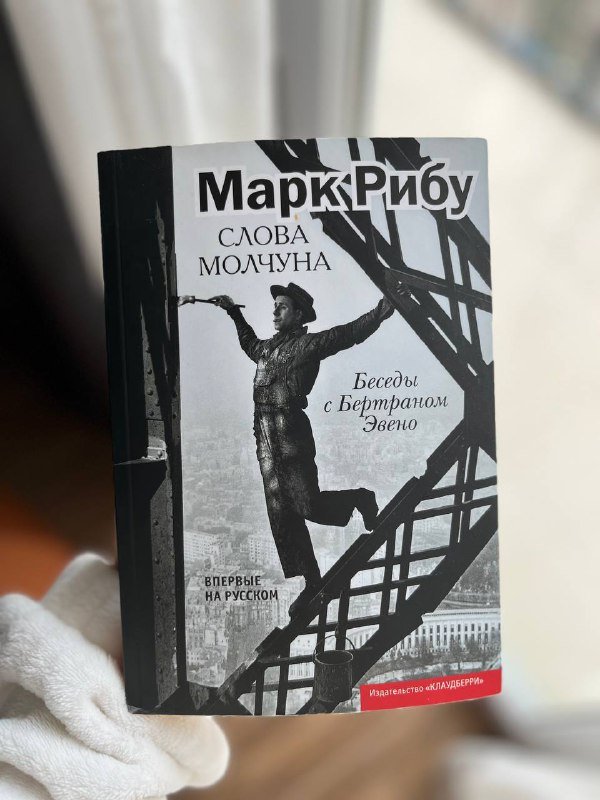 Марк Рибу
СЛОВА
МОЛЧУНА
Беседы
с Бертраном
Эвено
ВПЕРВЫЕ
НА РУССКОМ
Издательство «КЛАУДБЕРРИ»